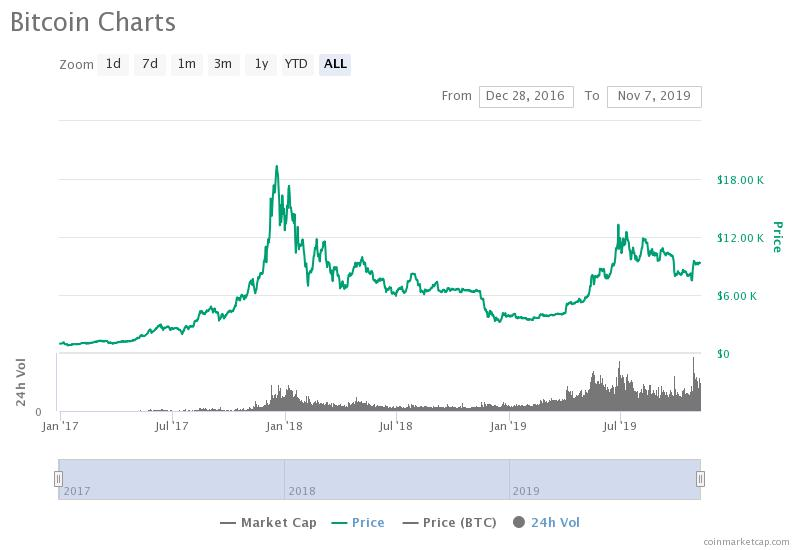 Bitcoin Charts
Zoom 1d 7d 1m 3m 1y YTD ALL
From Dec 28, 2016 To Nov 7, 2019
$18.00 K
$12.00 K
Price
$6.00 K
$0
24h Vol
0
Jan '17 Jul '17 Jan '18 Jul '18 Jan '19 Jul '19
2017 2018 2019
Market Cap Price Price (BTC) 24h Vol
coinmarketcap.com